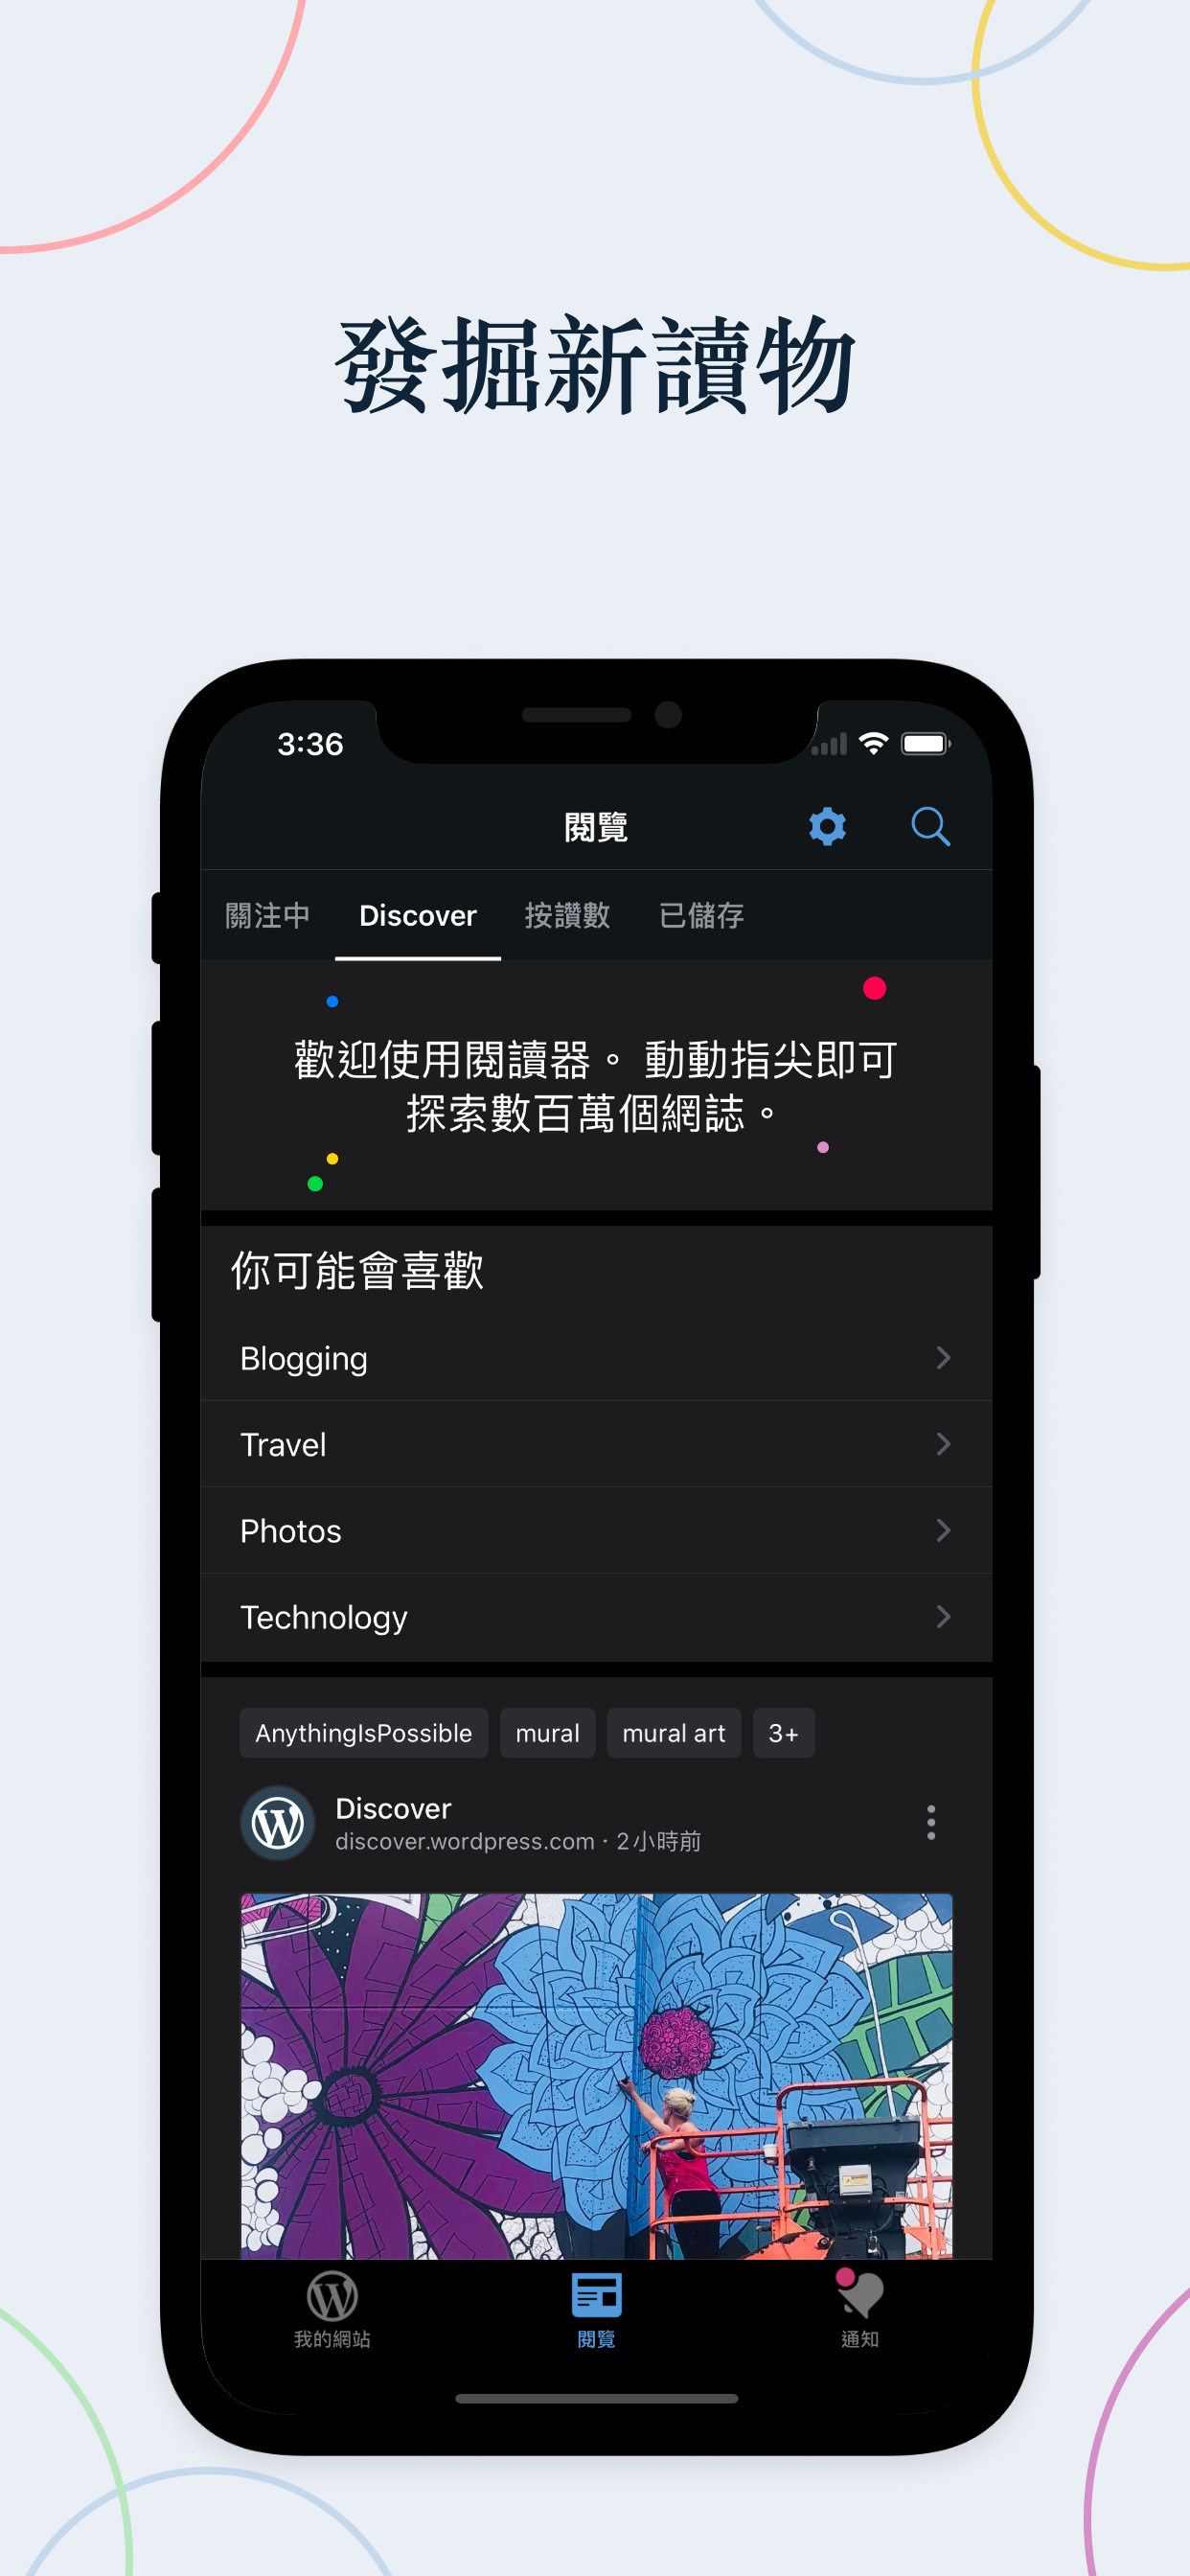 發掘新讀物
3:36
閱覽
關注中 Discover 按讚數 已儲存
歡迎使用閱讀器。 動動指尖即可
探索數百萬個網誌。
你可能會喜歡
Blogging
Travel
Photos
Technology
AnythingIsPossible mural mural art 3+
Discover
discover.wordpress.com · 2小時前
我的網站 閱覽 通知